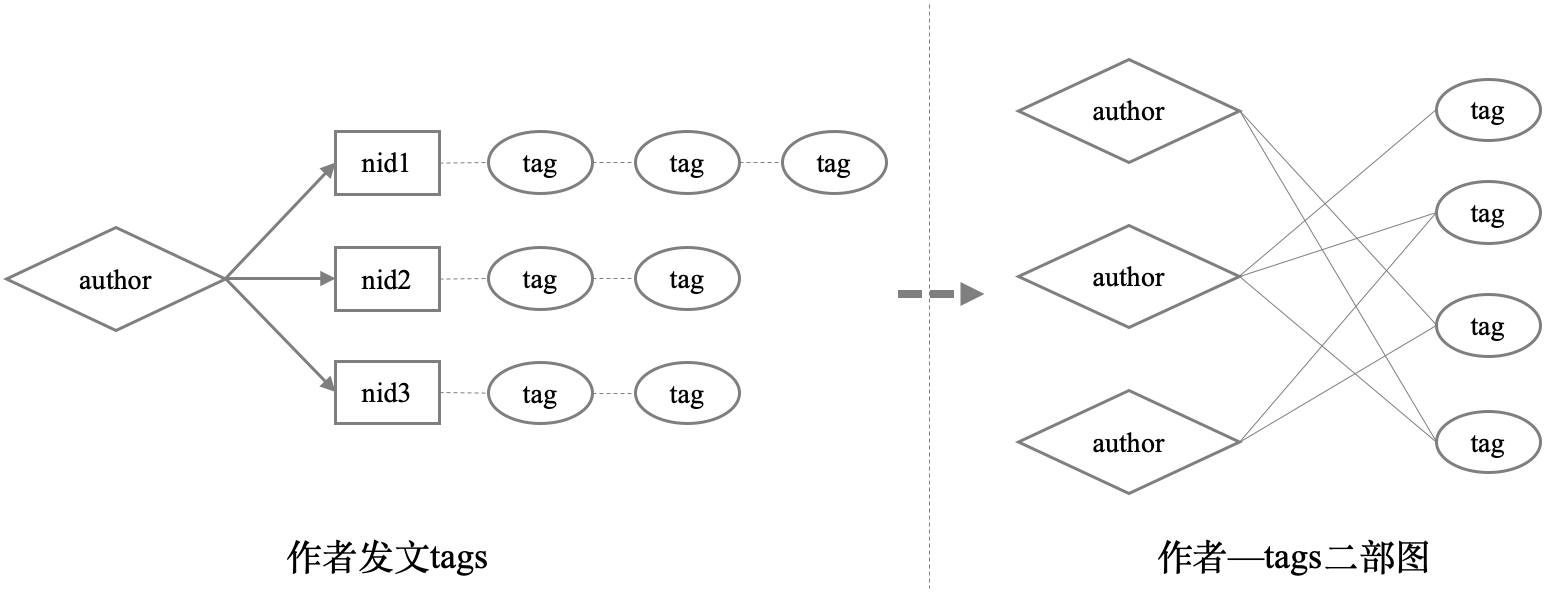 author
nid1 tag tag tag
nid2 tag tag
nid3 tag tag
作者发文tags
author
author
author
tag
tag
tag
tag
作者—tags二部图